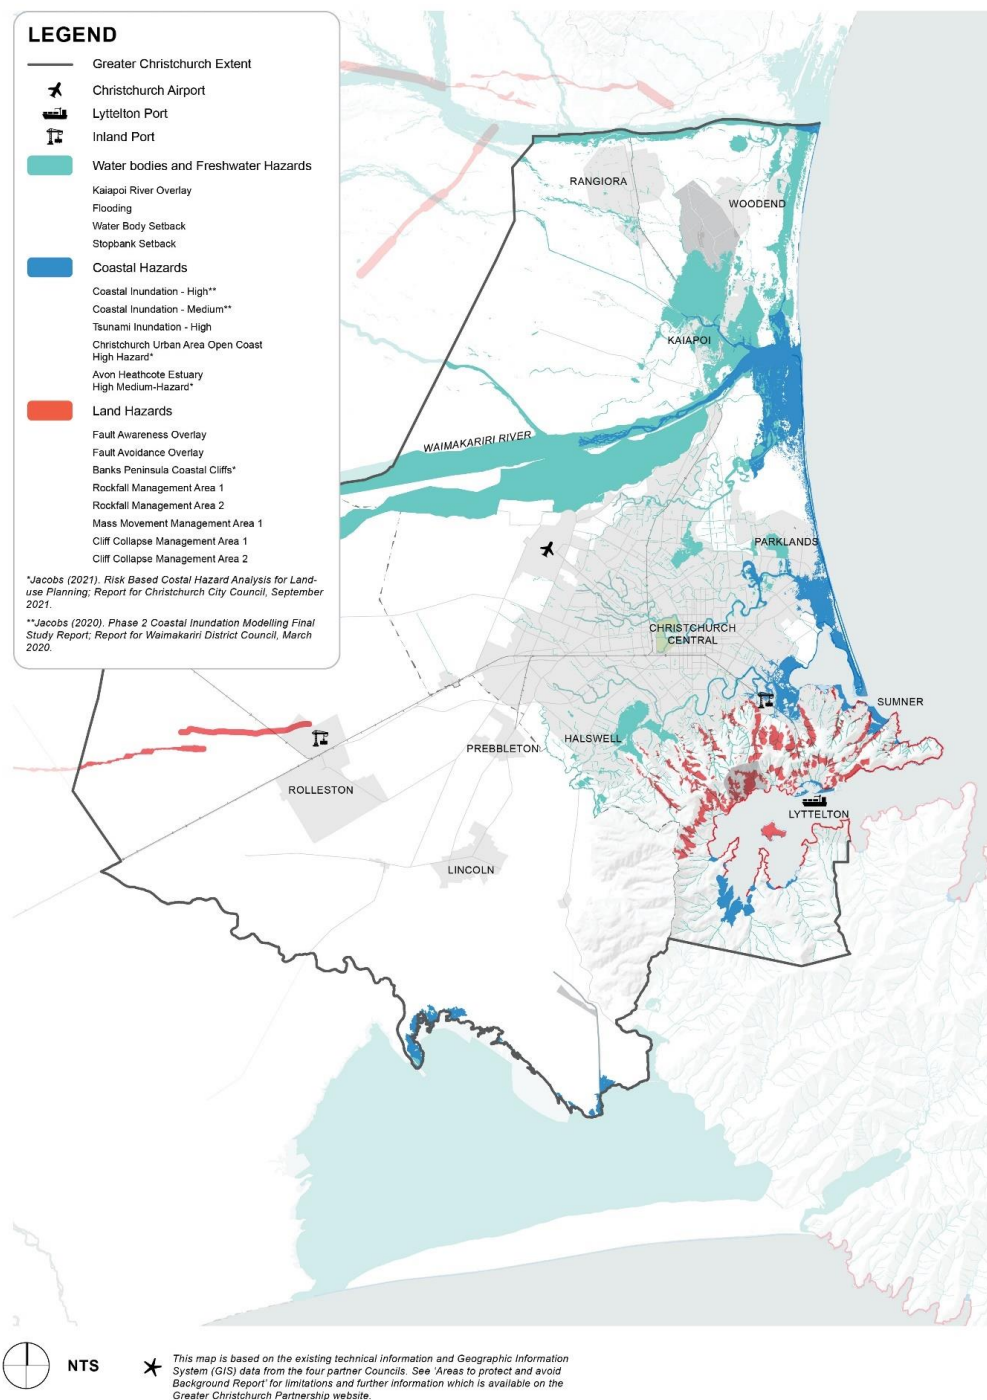 LEGEND
Greater Christchurch Extent
Christchurch Airport
Lyttelton Port
Inland Port
Water bodies and Freshwater Hazards
Kaiapoi River Overlay
Flooding
Water Body Setback
Stopbank Setback
Coastal Hazards
Coastal Inundation - High**
Coastal Inundation - Medium**
Tsunami Inundation - High
Christchurch Urban Area Open Coast
High Hazard*
Avon Heathcote Estuary
High Medium-Hazard*
Land Hazards
Fault Awareness Overlay
Fault Avoidance Overlay
Banks Peninsula Coastal Cliffs*
Rockfall Management Area 1
Rockfall Management Area 2
Mass Movement Management Area 1
Cliff Collapse Management Area 1
Cliff Collapse Management Area 2
*Jacobs (2021). Risk Based Costal Hazard Analysis for Land-
use Planning; Report for Christchurch City Council, September
2021.
**Jacobs (2020). Phase 2 Coastal Inundation Modelling Final
Study Report; Report for Waimakariri District Council, March
2020.
RANGIORA
WOODEND
KAIAPOI
WAIMAKARIRI RIVER
PARKLANDS
CHRISTCHURCH
CENTRAL
SUMNER
HALSWELL
PREBBLETON
ROLLESTON
LYTTELTON
LINCOLN
NTS
This map is based on the existing technical information and Geographic Information
System (GIS) data from the four partner Councils. See 'Areas to protect and avoid
Background Report' for limitations and further information which is available on the
Greater Christchurch Partnership website.